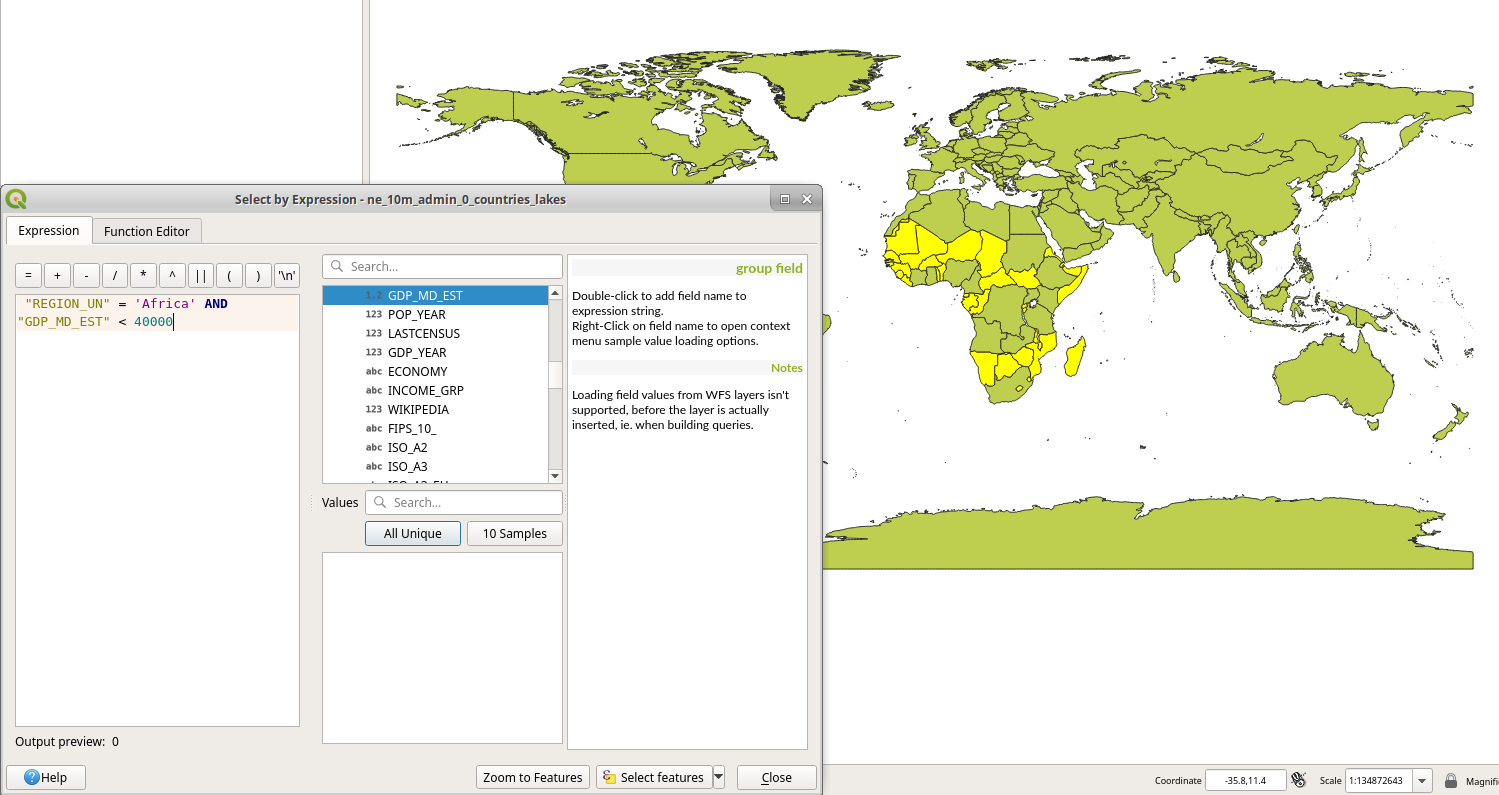 Select by Expression - ne_10m_admin_0_countries_lakes
Expression
Function Editor
= + - / * ^ || ( ) '\n'
"REGION_UN" = 'Africa' AND
"GDP_MD_EST" < 40000
Output preview: 0
Search...
1.2 GDP_MD_EST
123 POP_YEAR
123 LASTCENSUS
123 GDP_YEAR
abc ECONOMY
abc INCOME_GRP
123 WIKIPEDIA
abc FIPS_10_
abc ISO_A2
abc ISO_A3
Values
Search...
All Unique
10 Samples
group field
Double-click to add field name to
expression string.
Right-Click on field name to open context
menu sample value loading options.
Notes
Loading field values from WFS layers isn't
supported, before the layer is actually
inserted, ie. when building queries.
Help
Zoom to Features
Select features
Close
Coordinate
-35.8,11.4
Scale
1:134872643